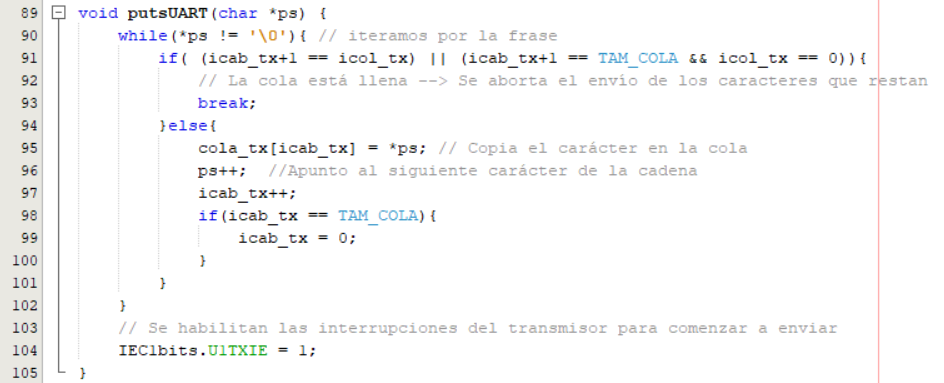 89 void putsUART(char *ps) {
90 while(*ps != '\0'){ // iteramos por la frase
91 if( (icab_tx+1 == icol_tx) || (icab_tx+1 == TAM_COLA && icol_tx == 0)){
92 // La cola está llena --> Se aborta el envío de los caracteres que restan
93 break;
94 }else{
95 cola_tx[icab_tx] = *ps; // Copia el carácter en la cola
96 ps++; //Apunto al siguiente carácter de la cadena
97 icab_tx++;
98 if(icab_tx == TAM_COLA){
99 icab_tx = 0;
100 }
101 }
102 }
103 // Se habilitan las interrupciones del transmisor para comenzar a enviar
104 IEC1bits.U1TXIE = 1;
105 }